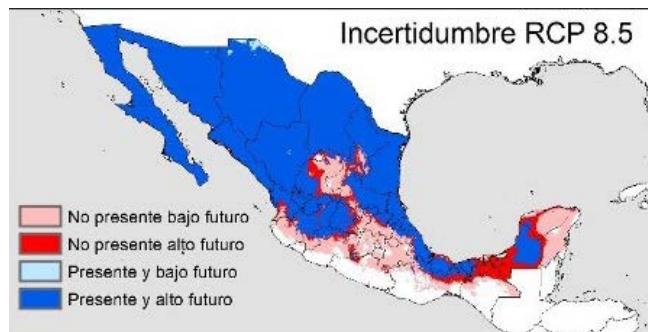 Incertidumbre RCP 8.5
No presente bajo futuro
No presente alto futuro
Presente y bajo futuro
Presente y alto futuro